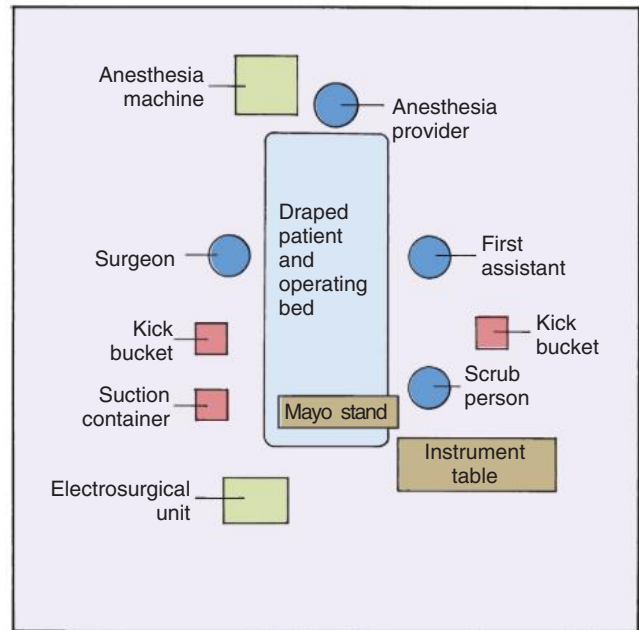 Anesthesia
machine
Anesthesia
provider
Draped
patient
and
operating
bed
Surgeon
First
assistant
Kick
bucket
Kick
bucket
Suction
container
Scrub
person
Mayo stand
Instrument
table
Electrosurgical
unit